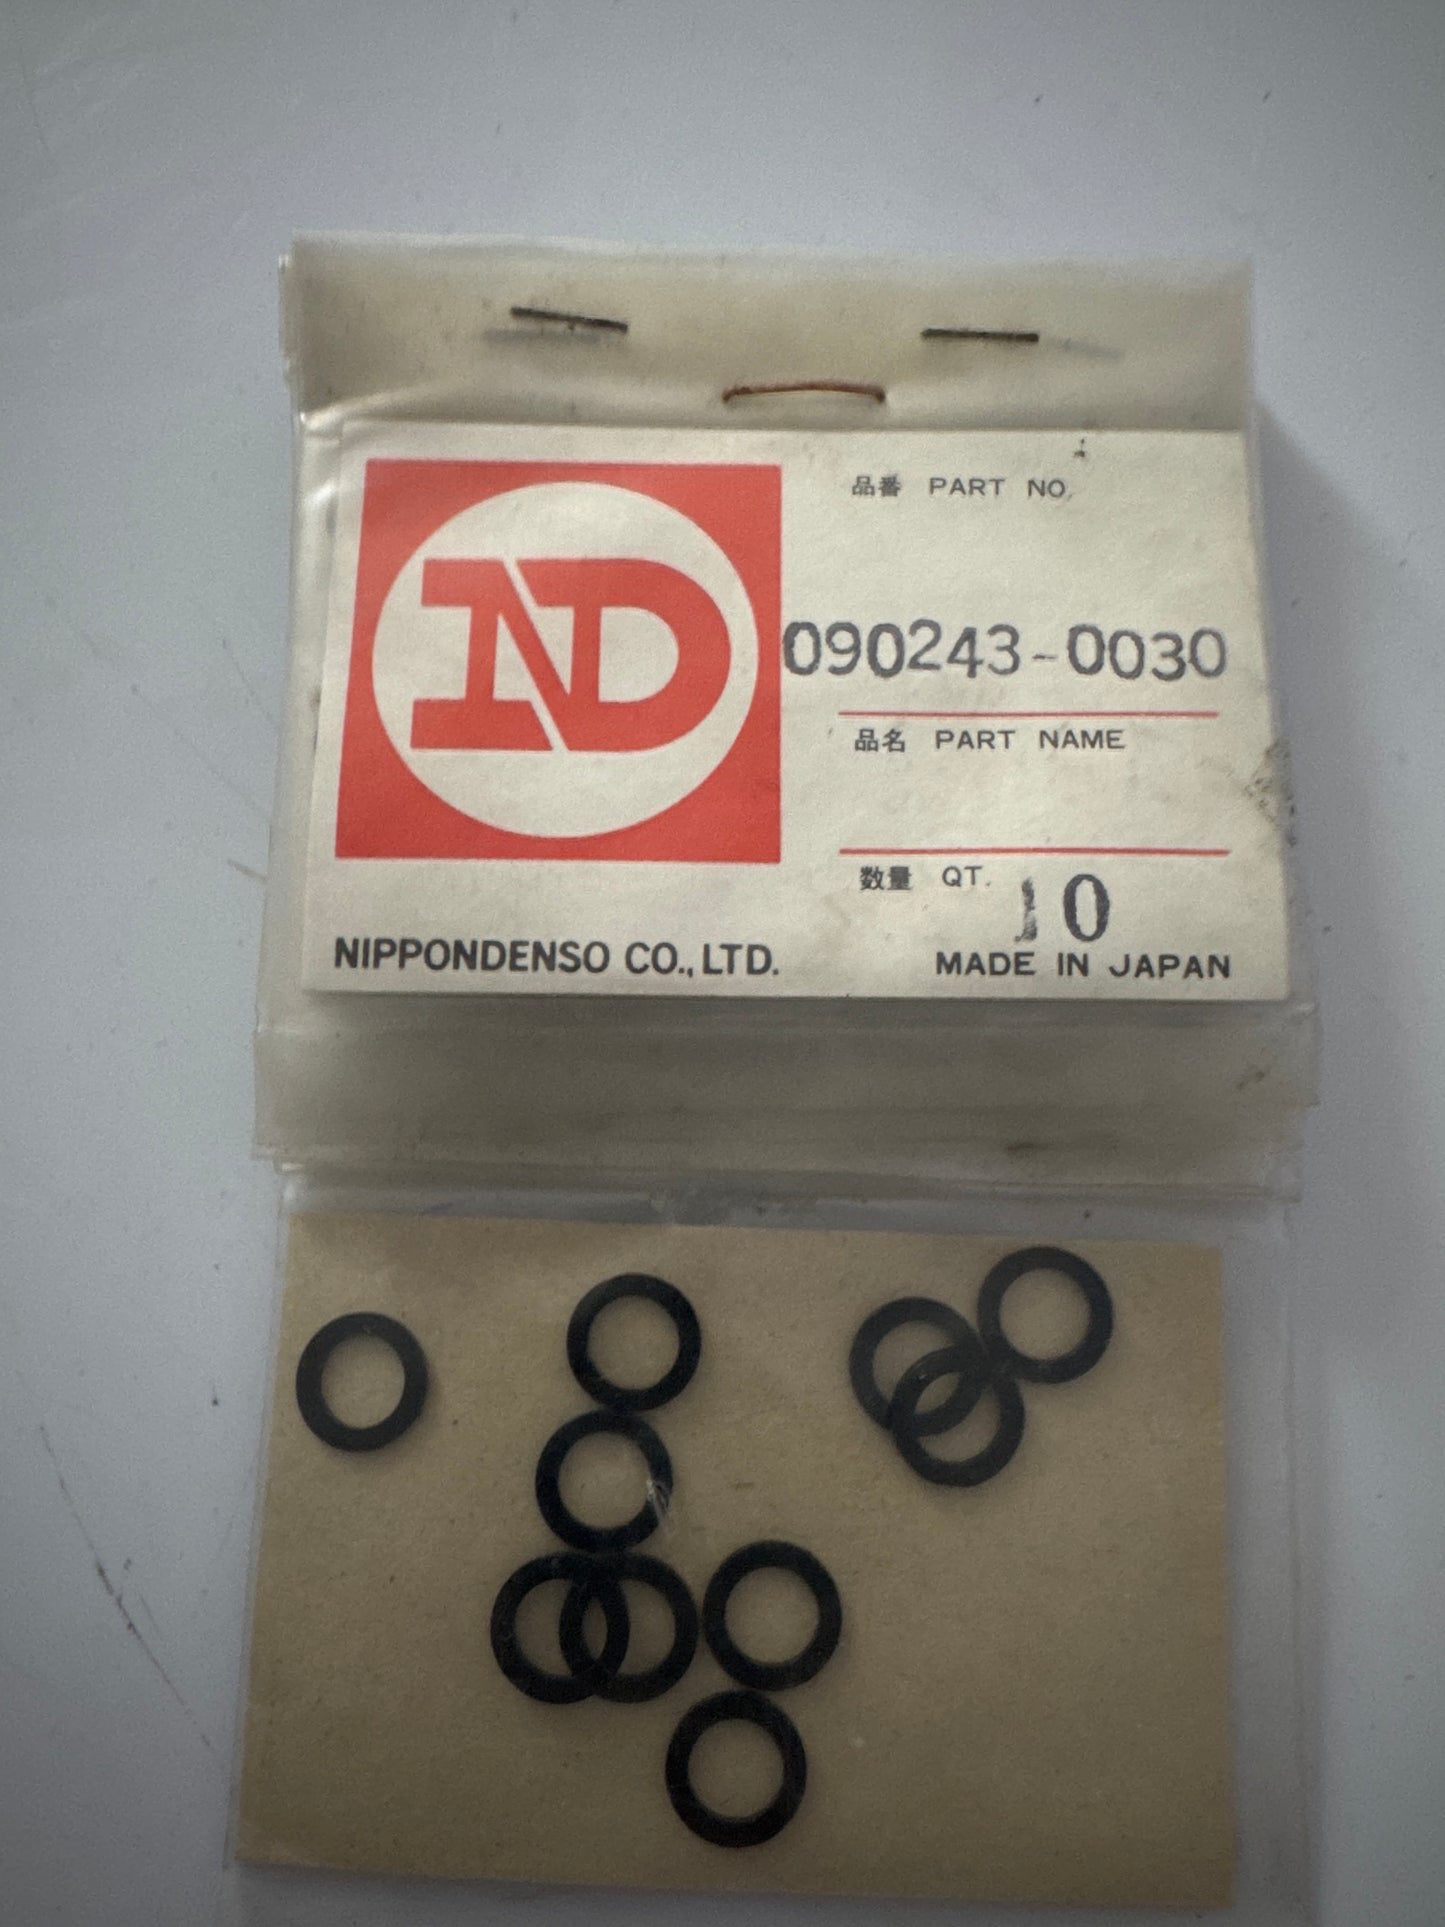 品番 PART NO.
ND
090243-0030
品名 PART NAME
数量 QT. 10
NIPPONDENSO CO., LTD.
MADE IN JAPAN